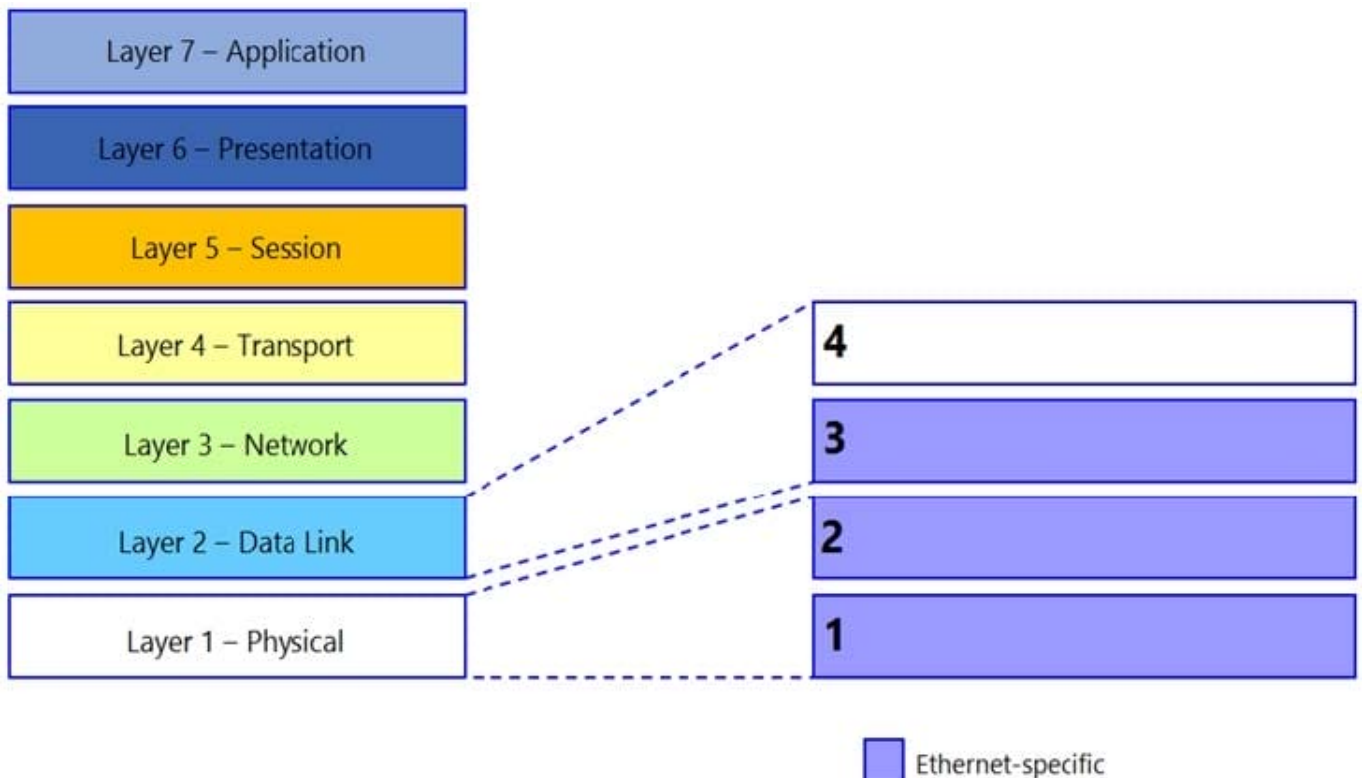 Layer 7 – Application
Layer 6 – Presentation
Layer 5 – Session
Layer 4 – Transport
Layer 3 – Network
Layer 2 – Data Link
Layer 1 – Physical
4
3
2
1
Ethernet-specific